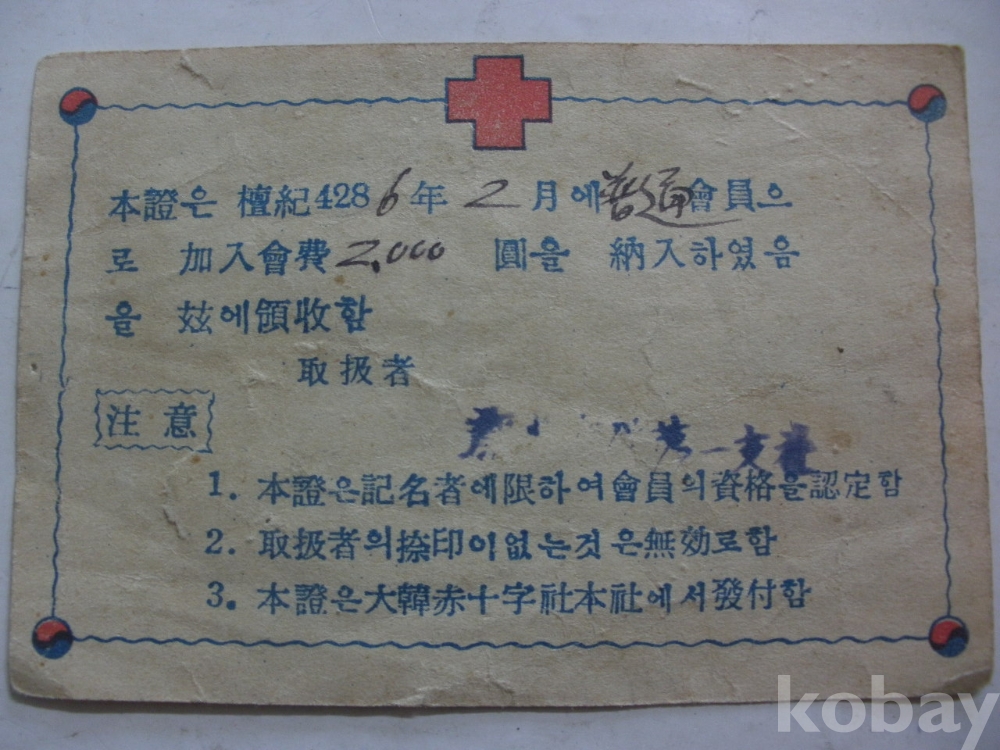 本證은 檀紀4286年 2月에 普通會員으
로 加入會費 2,000 圓을 納入하였음
을 玆에領收함
取扱者
注意
第一支社
1. 本證은記名者에限하여會員의資格을認定함
2. 取扱者의捺印이없는것은無効로함
3. 本證은大韓赤十字社本社에서發付함
kobay